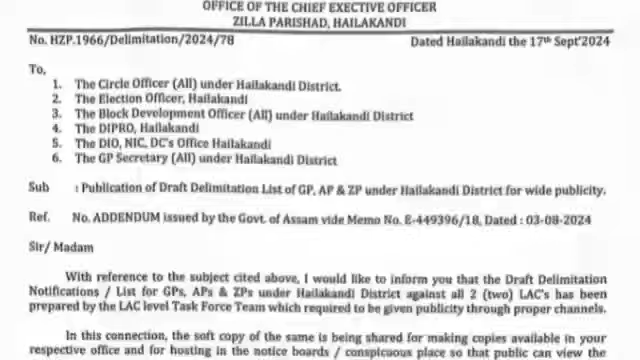 OFFICE OF THE CHIEF EXECTIVE OFFICER
ZILLA PARISHAD, HAILAKANDI
No. HZP.1966/Delimitation/2024/78 Dated Hailakandi the 17th Sept'2024
To,
1. The Circle Officer (All) under Hailakandi District.
2. The Election Officer, Hailakandi
3. The Block Development Officer (All) under Hailakandi District
4. The DIPRO, Hailakandi
5. The DIO, NIC, DC's Office Hailakandi
6. The GP Secretary (All) under Hailakandi District
Sub : Publication of Draft Delimitation List of GP, AP & ZP under Hailakandi District for wide publicity.
Ref. No. ADDENDUM issued by the Govt. of Assam vide Memo No. E-449396/18, Dated : 03-08-2024
Sir/ Madam
With reference to the subject cited above, I would like to inform you that the Draft Delimitation
Notifications / List for GPs, APs & ZPs under Hailakandi District against all 2 (two) LAC's has been
prepared by the LAC level Task Force Team which required to be given publicity through proper channels.
In this connection, the soft copy of the same is being shared for making copies available in your
respective office and for hosting in the notice boards / conspicuous place so that public can view the